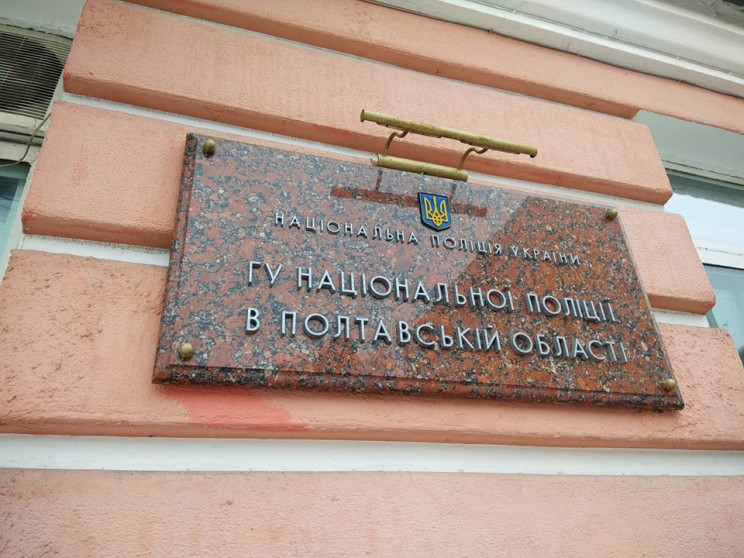 НАЦІОНАЛЬНА ПОЛІЦІЯ УКРАЇНИ
ГУ НАЦІОНАЛЬНОЇ ПОЛІЦІЇ
В ПОЛТАВСЬКІЙ ОБЛАСТІ